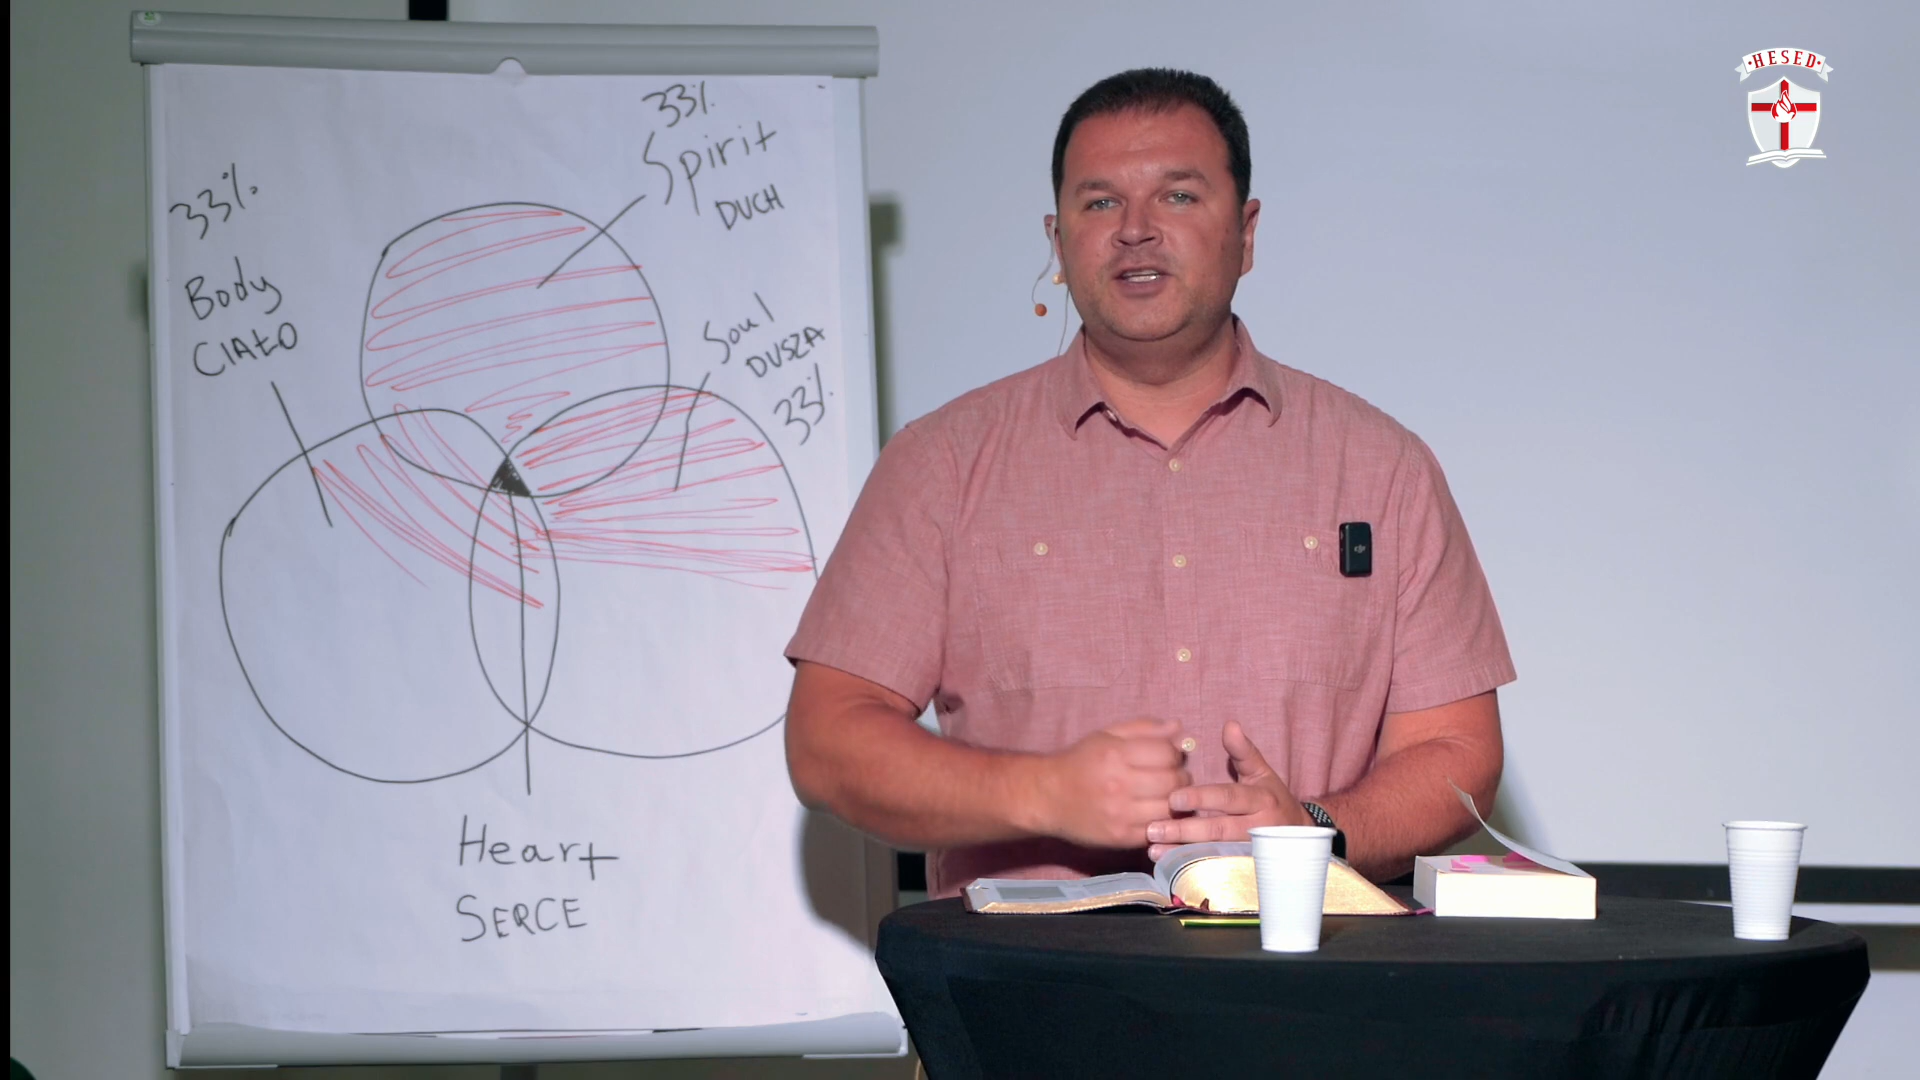 HESED
33%
Spirit
DUCH
33%
Body
CIAŁO
Soul
DUSZA
33%
Heart
SERCE